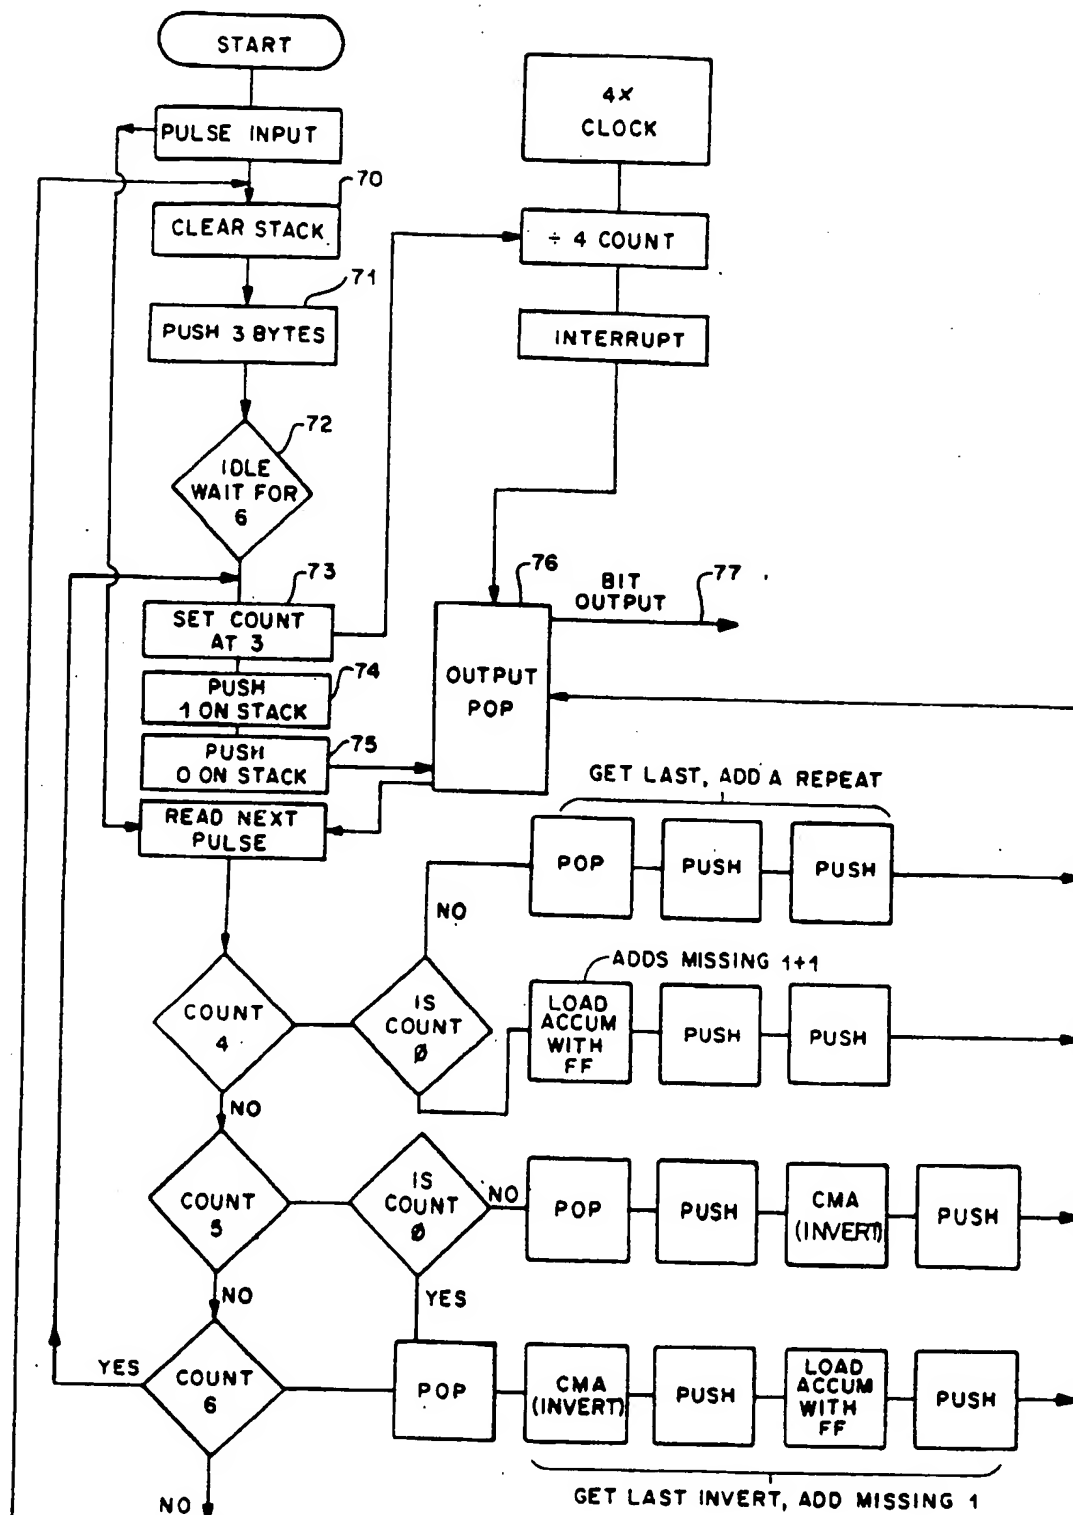 START
PULSE INPUT
70
CLEAR STACK
71
PUSH 3 BYTES
72
IDLE
WAIT FOR
6
73
SET COUNT
AT 3
74
PUSH
1 ON STACK
75
PUSH
0 ON STACK
READ NEXT
PULSE
4X
CLOCK
÷ 4 COUNT
INTERRUPT
76
OUTPUT
POP
BIT
OUTPUT
77
GET LAST, ADD A REPEAT
POP
PUSH
PUSH
NO
COUNT
4
IS
COUNT
Ø
ADDS MISSING 1+1
LOAD
ACCUM
WITH
FF
PUSH
PUSH
NO
COUNT
5
IS
COUNT
Ø
NO
POP
PUSH
CMA
(INVERT)
PUSH
NO
YES
YES
COUNT
6
POP
CMA
(INVERT)
PUSH
LOAD
ACCUM
WITH
FF
PUSH
NO
GET LAST INVERT, ADD MISSING 1